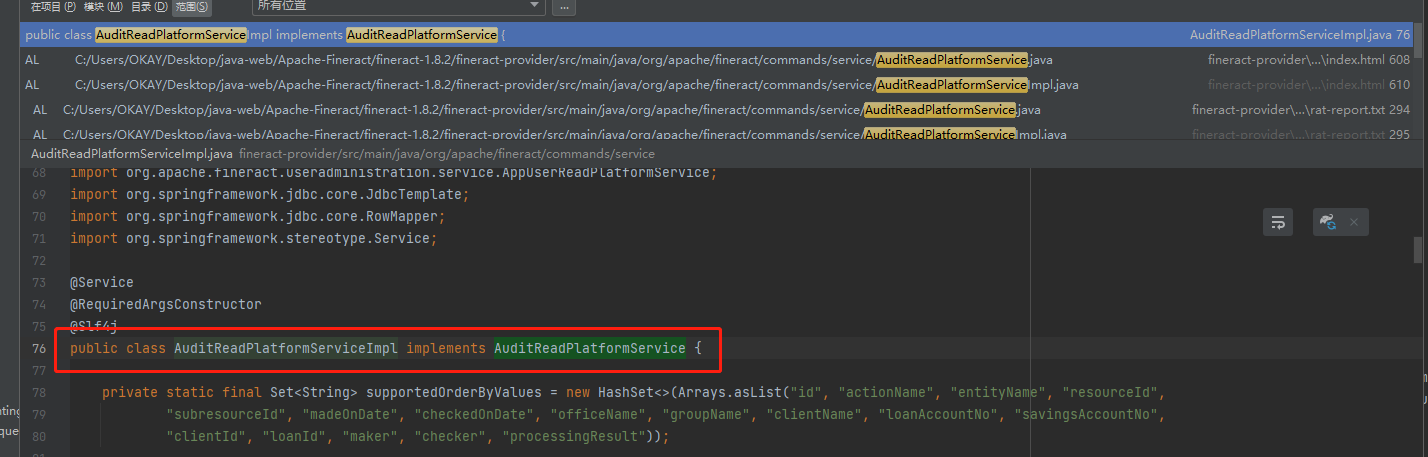 在项目 (P) 模块 (M) 目录 (D) 范围(S) 所有位置 ...
public class AuditReadPlatformServiceImpl implements AuditReadPlatformService { AuditReadPlatformServiceImpl.java 76
AL C:/Users/OKAY/Desktop/java-web/Apache-Fineract/fineract-1.8.2/fineract-provider/src/main/java/org/apache/fineract/commands/service/AuditReadPlatformService.java fineract-provider\...\index.html 608
AL C:/Users/OKAY/Desktop/java-web/Apache-Fineract/fineract-1.8.2/fineract-provider/src/main/java/org/apache/fineract/commands/service/AuditReadPlatformServiceImpl.java fineract-provider\...\index.html 610
AL C:/Users/OKAY/Desktop/java-web/Apache-Fineract/fineract-1.8.2/fineract-provider/src/main/java/org/apache/fineract/commands/service/AuditReadPlatformService.java fineract-provider\...\rat-report.txt 294
AL C:/Users/OKAY/Desktop/java-web/Apache-Fineract/fineract-1.8.2/fineract-provider/src/main/java/org/apache/fineract/commands/service/AuditReadPlatformServiceImpl.java fineract-provider\...\rat-report.txt 295
AuditReadPlatformServiceImpl.java fineract-provider/src/main/java/org/apache/fineract/commands/service
68 import org.apache.fineract.useradministration.service.AppUserReadPlatformService;
69 import org.springframework.jdbc.core.JdbcTemplate;
70 import org.springframework.jdbc.core.RowMapper;
71 import org.springframework.stereotype.Service;
72
73 @Service
74 @RequiredArgsConstructor
75 @Slf4j
76 public class AuditReadPlatformServiceImpl implements AuditReadPlatformService {
77
78 private static final Set<String> supportedOrderByValues = new HashSet<>(Arrays.asList("id", "actionName", "entityName", "resourceId",
79 "subresourceId", "madeOnDate", "checkedOnDate", "officeName", "groupName", "clientName", "loanAccountNo", "savingsAccountNo",
80 "clientId", "loanId", "maker", "checker", "processingResult"));